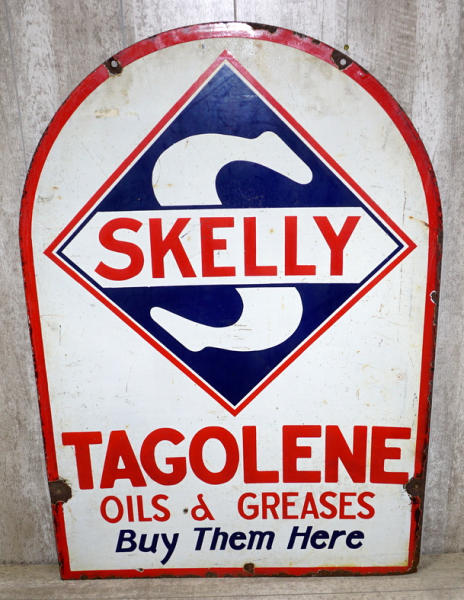 S
SKELLY
TAGOLENE
OILS & GREASES
Buy Them Here